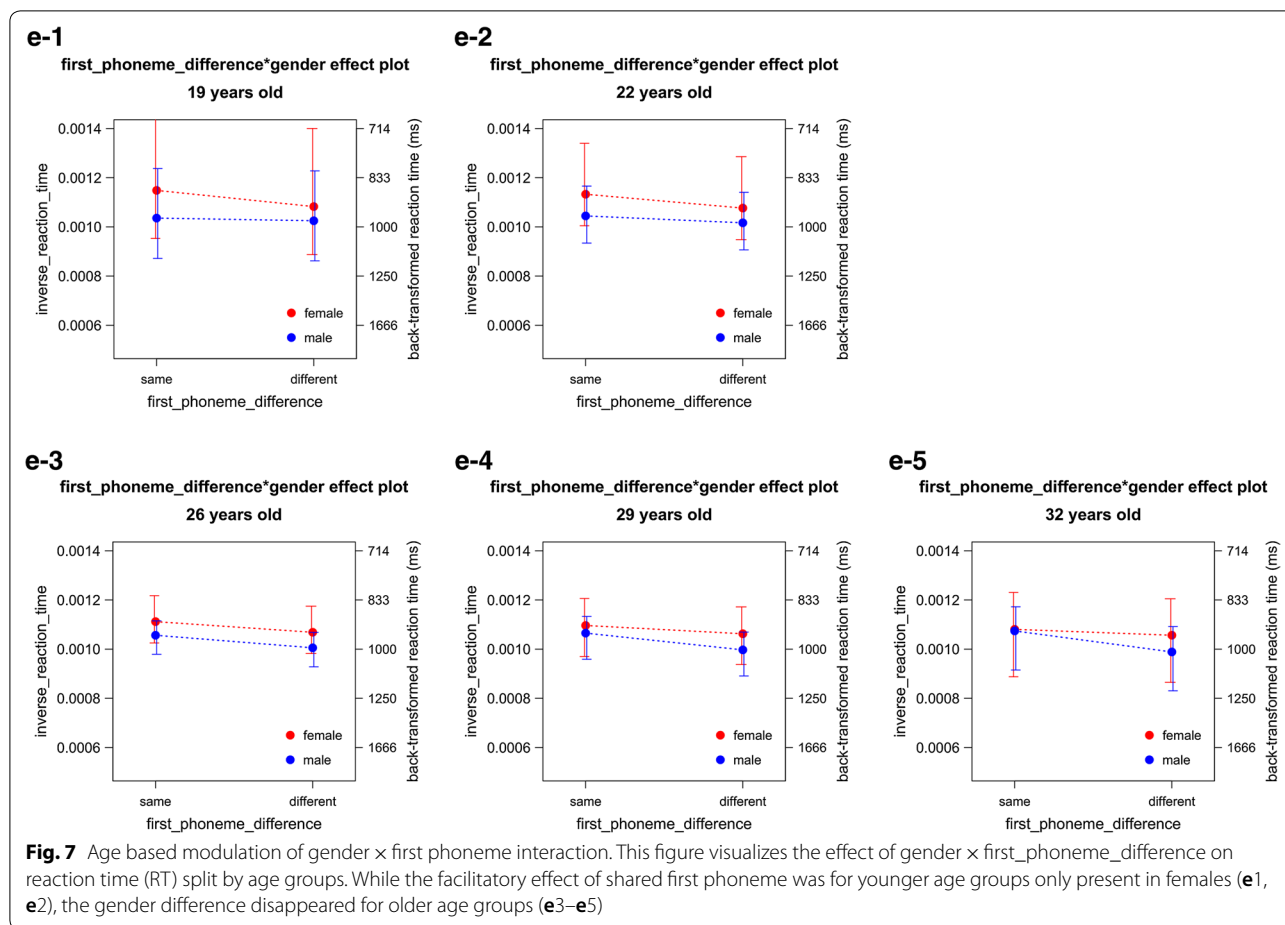 e-1
first_phoneme_difference*gender effect plot
19 years old
inverse_reaction_time
0.0014
0.0012
0.0010
0.0008
0.0006
714
833
1000
1250
1666
back-transformed reaction time (ms)
female
male
same
different
first_phoneme_difference
e-2
first_phoneme_difference*gender effect plot
22 years old
inverse_reaction_time
0.0014
0.0012
0.0010
0.0008
0.0006
714
833
1000
1250
1666
back-transformed reaction time (ms)
female
male
same
different
first_phoneme_difference
e-3
first_phoneme_difference*gender effect plot
26 years old
inverse_reaction_time
0.0014
0.0012
0.0010
0.0008
0.0006
714
833
1000
1250
1666
back-transformed reaction time (ms)
female
male
same
different
first_phoneme_difference
e-4
first_phoneme_difference*gender effect plot
29 years old
inverse_reaction_time
0.0014
0.0012
0.0010
0.0008
0.0006
714
833
1000
1250
1666
back-transformed reaction time (ms)
female
male
same
different
first_phoneme_difference
e-5
first_phoneme_difference*gender effect plot
32 years old
inverse_reaction_time
0.0014
0.0012
0.0010
0.0008
0.0006
714
833
1000
1250
1666
back-transformed reaction time (ms)
female
male
same
different
first_phoneme_difference
Fig. 7 Age based modulation of gender × first phoneme interaction. This figure visualizes the effect of gender × first_phoneme_difference on
reaction time (RT) split by age groups. While the facilitatory effect of shared first phoneme was for younger age groups only present in females (e1,
e2), the gender difference disappeared for older age groups (e3–e5)